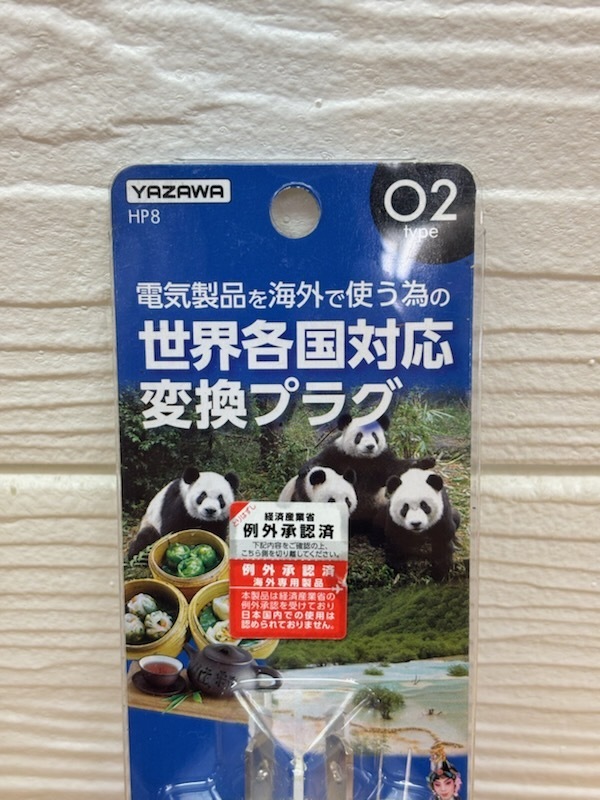 YAZAWA
HP8
O2
type
電気製品を海外で使う為の
世界各国対応
変換プラグ
とりはずし
経済産業省
例外承認済
下記内容をご確認の上、
こちら側を切り離してください。
例外承認済
海外専用製品
本製品は経済産業省の
例外承認を受けており
日本国内での使用は
認められておりません。